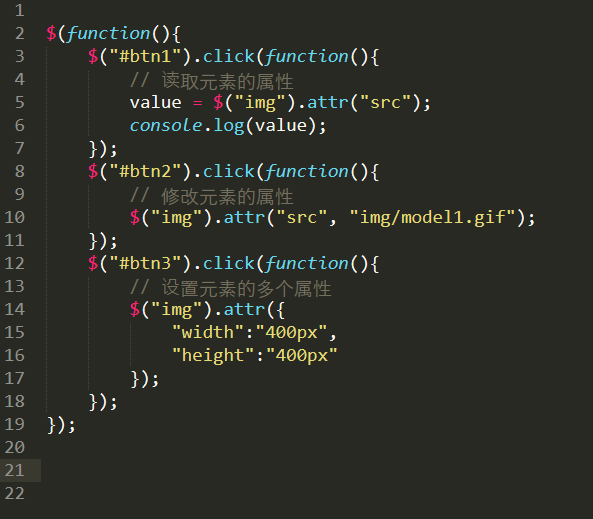 1
2 $(function(){
3     $("#btn1").click(function(){
4         // 读取元素的属性
5         value = $("img").attr("src");
6         console.log(value);
7     });
8     $("#btn2").click(function(){
9         // 修改元素的属性
10         $("img").attr("src", "img/model1.gif");
11     });
12     $("#btn3").click(function(){
13         // 设置元素的多个属性
14         $("img").attr({
15             "width":"400px",
16             "height":"400px"
17         });
18     });
19 });
20
21
22